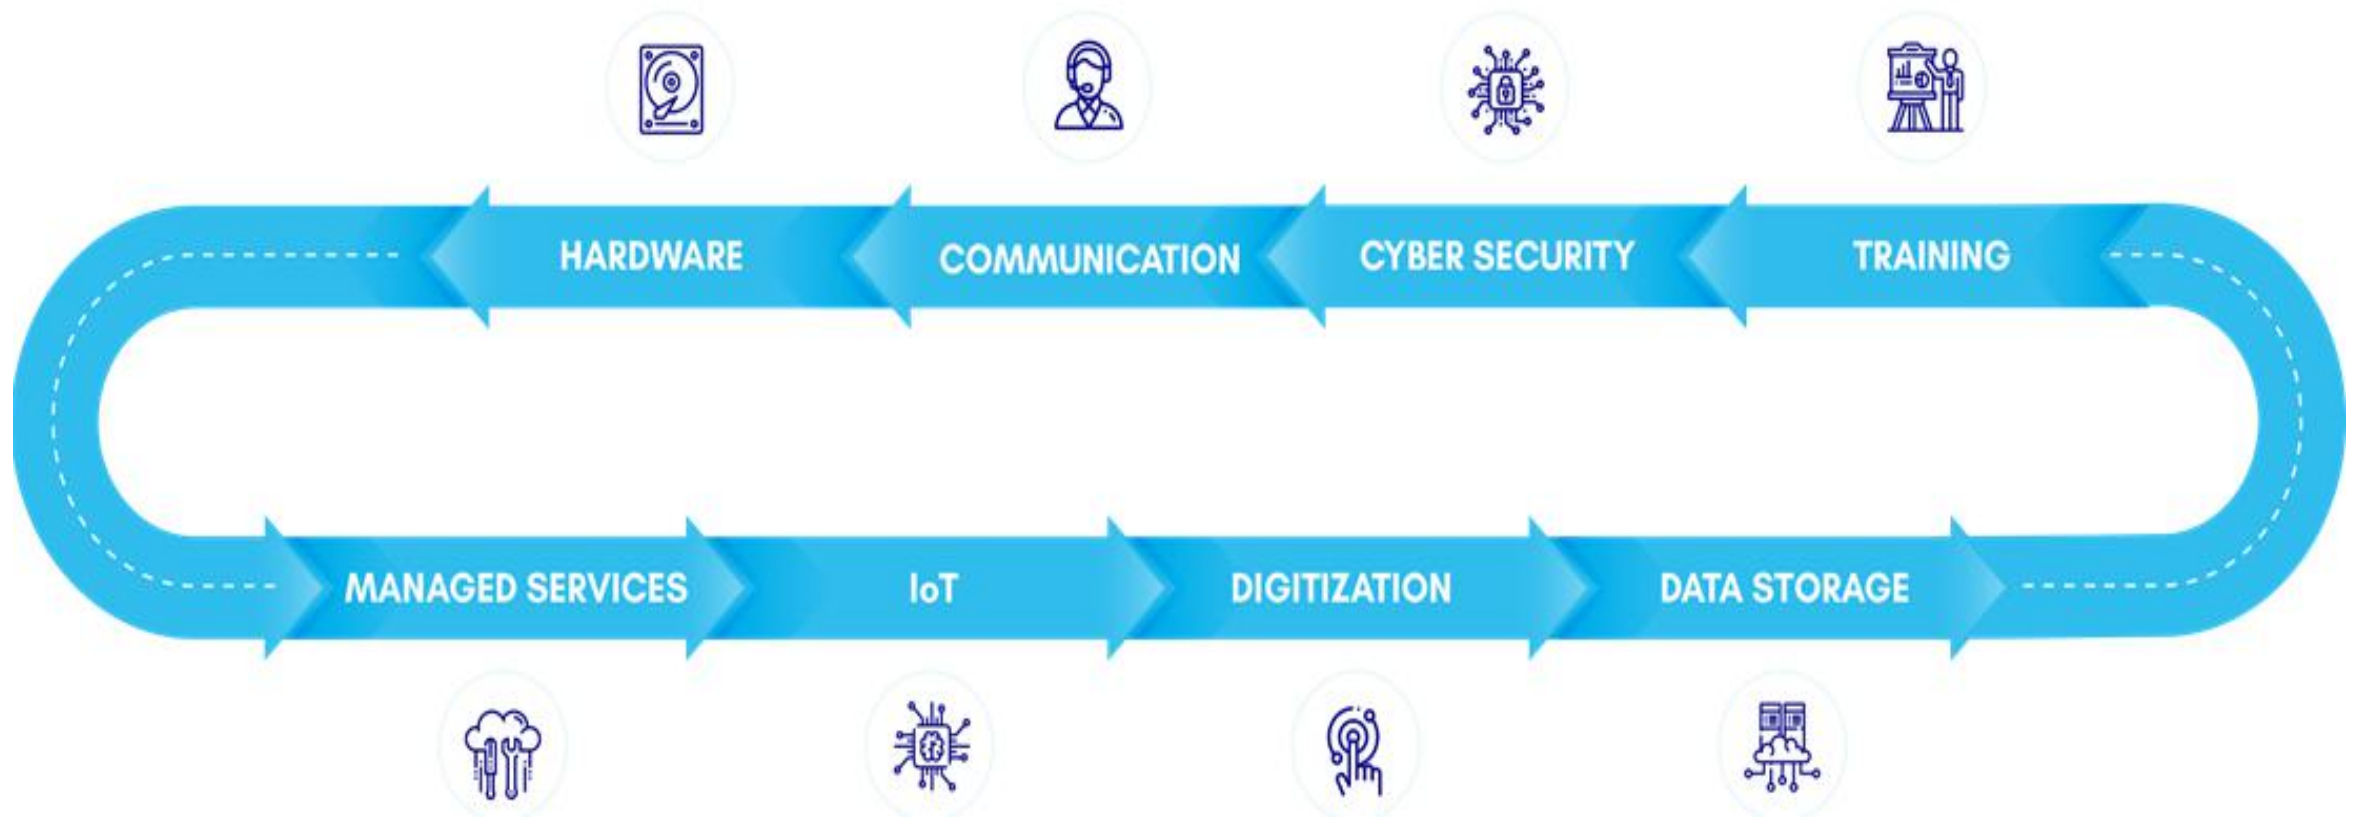 HARDWARE
COMMUNICATION
CYBER SECURITY
TRAINING
MANAGED SERVICES
IoT
DIGITIZATION
DATA STORAGE